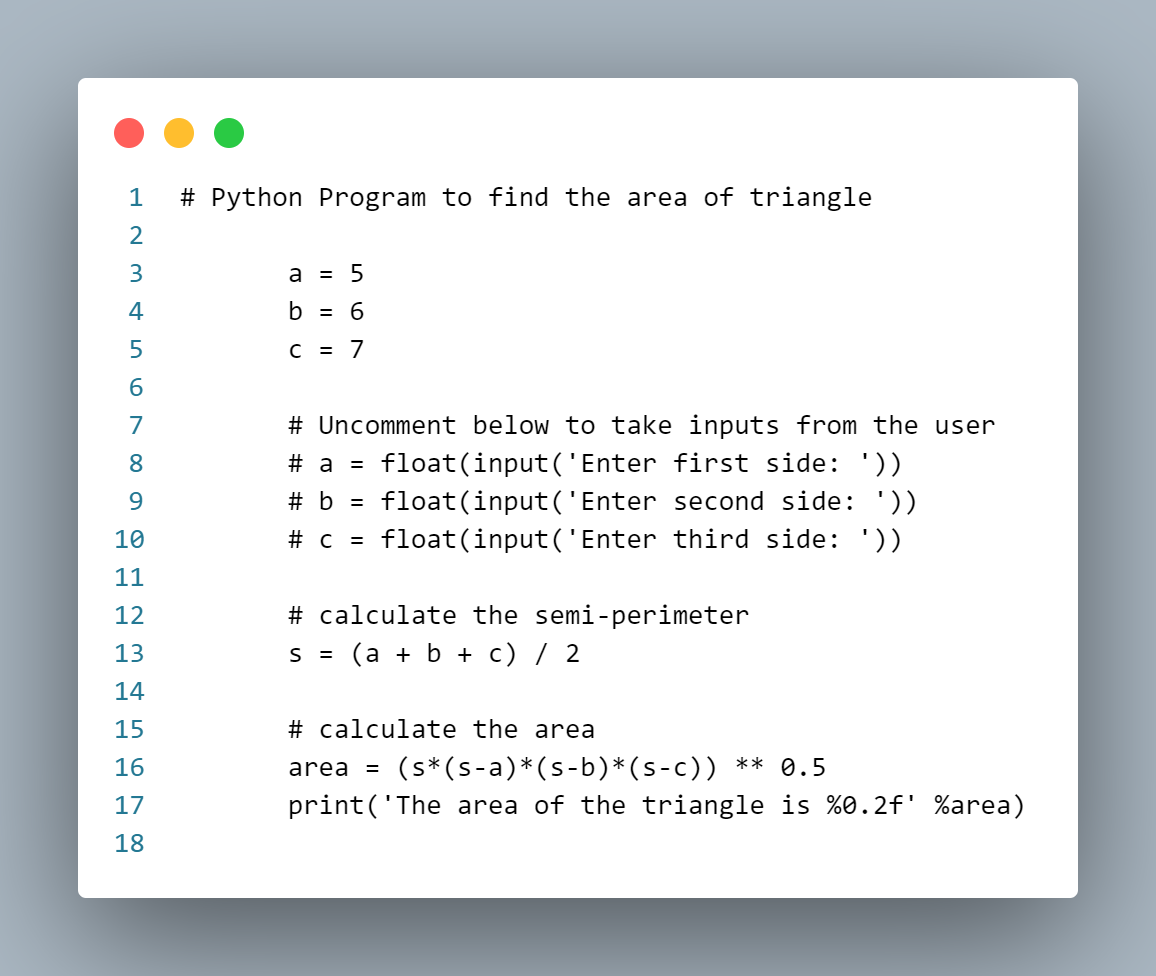 1 # Python Program to find the area of triangle
2
3        a = 5
4        b = 6
5        c = 7
6
7        # Uncomment below to take inputs from the user
8        # a = float(input('Enter first side: '))
9        # b = float(input('Enter second side: '))
10       # c = float(input('Enter third side: '))
11
12       # calculate the semi-perimeter
13       s = (a + b + c) / 2
14
15       # calculate the area
16       area = (s*(s-a)*(s-b)*(s-c)) ** 0.5
17       print('The area of the triangle is %0.2f' %area)
18